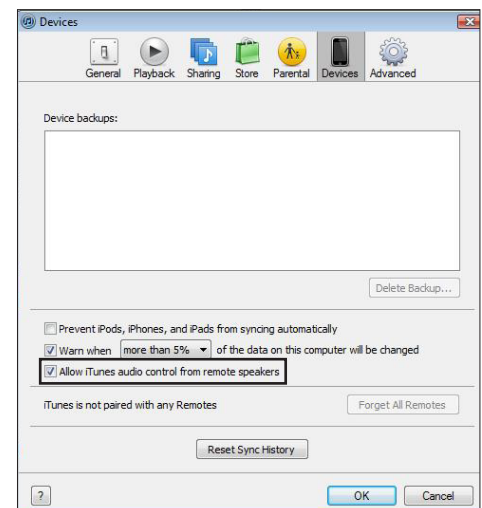 Devices
General Playback Sharing Store Parental Devices Advanced
Device backups:
Delete Backup...
Prevent iPods, iPhones, and iPads from syncing automatically
Warn when more than 5% of the data on this computer will be changed
Allow iTunes audio control from remote speakers
iTunes is not paired with any Remotes Forget All Remotes
Reset Sync History
? OK Cancel